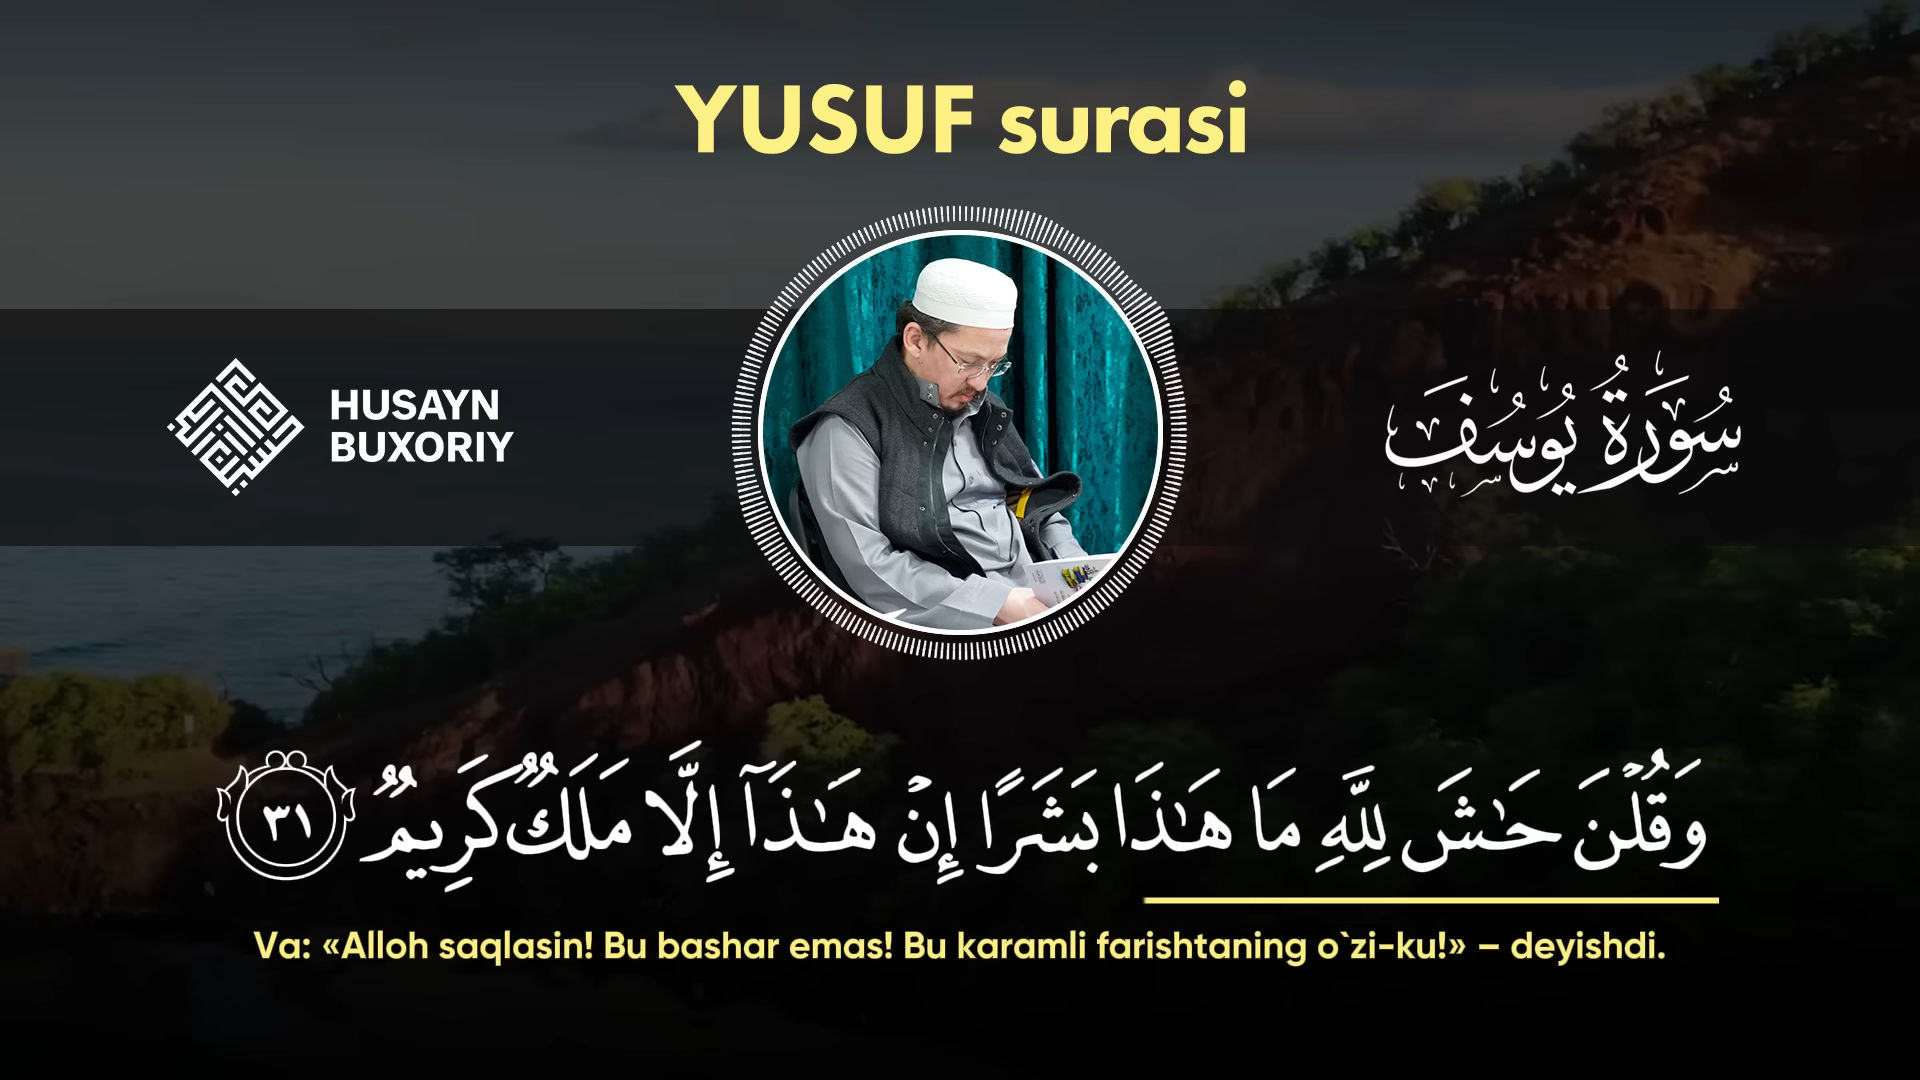 YUSUF surasi
HUSAYN
BUXORIY
سُورَةُ يُوسُفَ
وَقُلْنَ حَـٰشَ لِلَّهِ مَا هَـٰذَا بَشَرًا إِنْ هَـٰذَآ إِلَّا مَلَكٌ كَرِيمٌ ٣١
Va: «Alloh saqlasin! Bu bashar emas! Bu karamli farishtaning o`zi-ku!» – deyishdi.